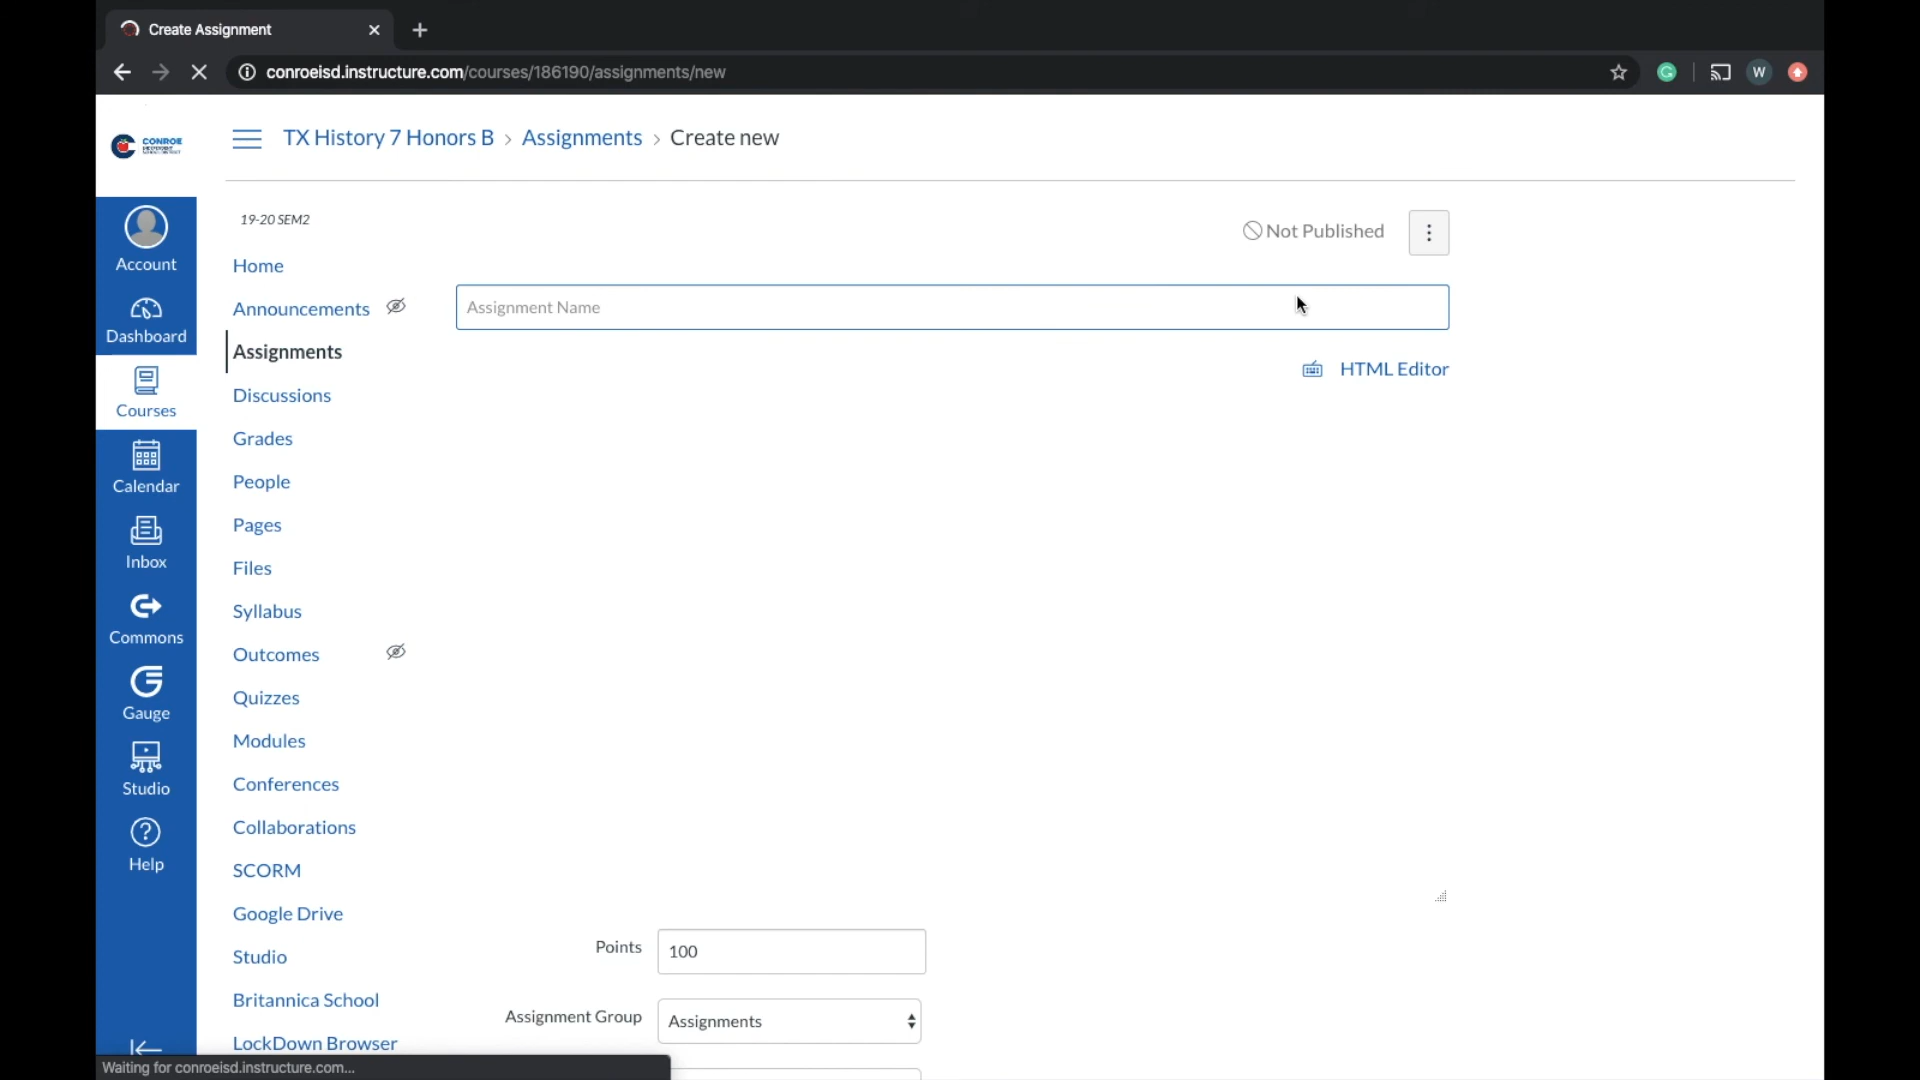 Create Assignment
conroeisd.instructure.com/courses/186190/assignments/new
W
CONROE
TX History 7 Honors B › Assignments › Create new
19-20 SEM2
Not Published
Account
Dashboard
Courses
Calendar
Inbox
Commons
Gauge
Studio
Help
Home
Announcements
Assignments
Discussions
Grades
People
Pages
Files
Syllabus
Outcomes
Quizzes
Modules
Conferences
Collaborations
SCORM
Google Drive
Studio
Britannica School
LockDown Browser
Assignment Name
HTML Editor
Points 100
Assignment Group Assignments
Waiting for conroeisd.instructure.com...